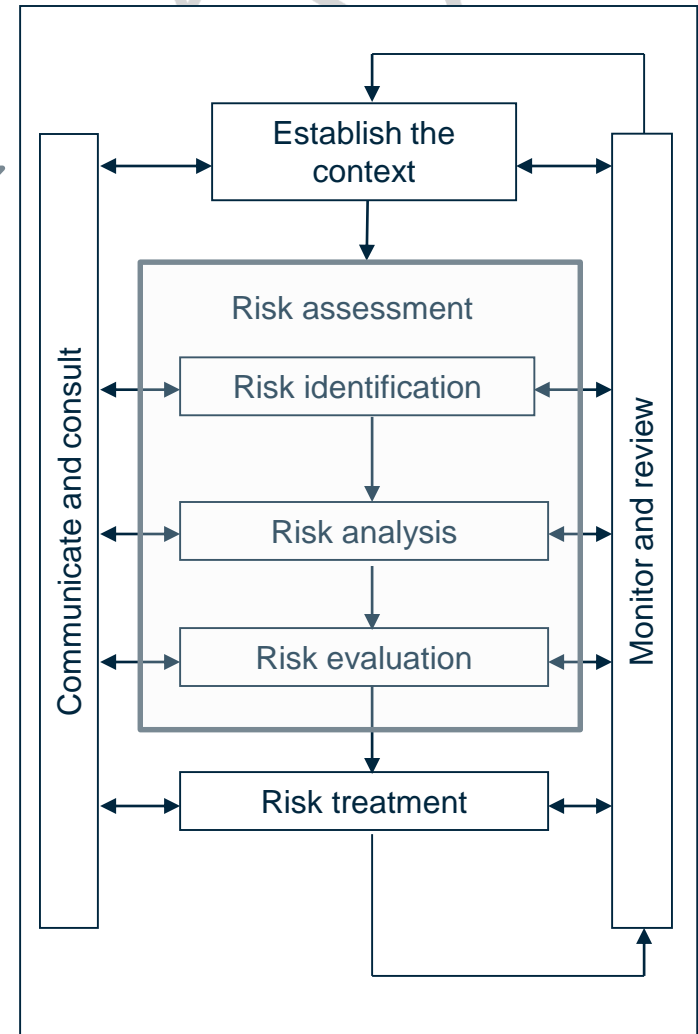 Establish the
context
Risk assessment
Risk identification
Risk analysis
Risk evaluation
Risk treatment
Communicate and consult
Monitor and review